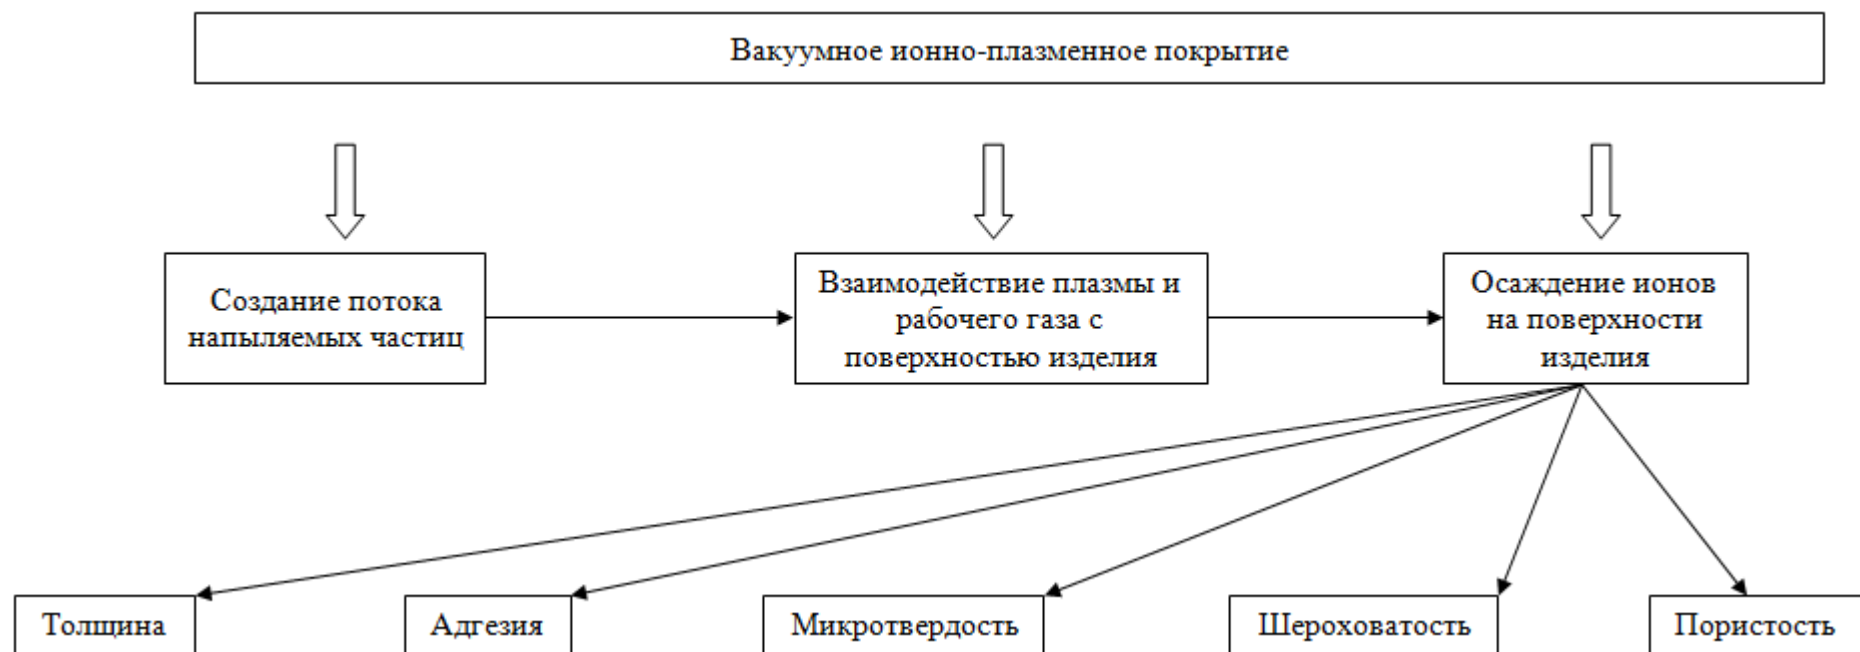 Вакуумное ионно-плазменное покрытие
Создание потока
напыляемых частиц
Взаимодействие плазмы и
рабочего газа с
поверхностью изделия
Осаждение ионов
на поверхности
изделия
Толщина
Адгезия
Микротвердость
Шероховатость
Пористость